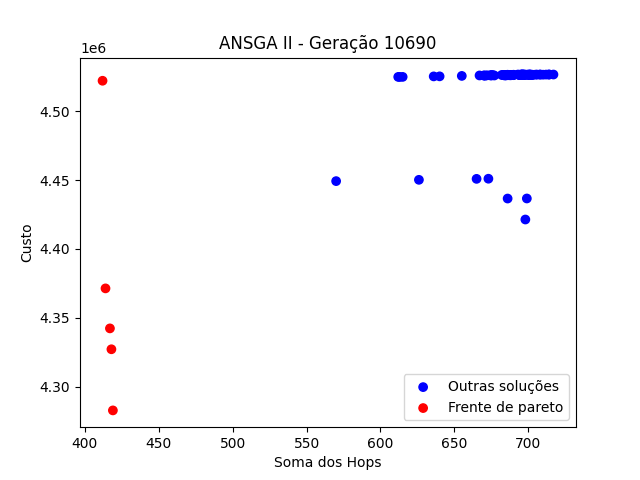 ANSGA II - Geração 10690
1e6
4.50
4.45
4.40
4.35
4.30
Custo
400 450 500 550 600 650 700
Soma dos Hops
Outras soluções
Frente de pareto